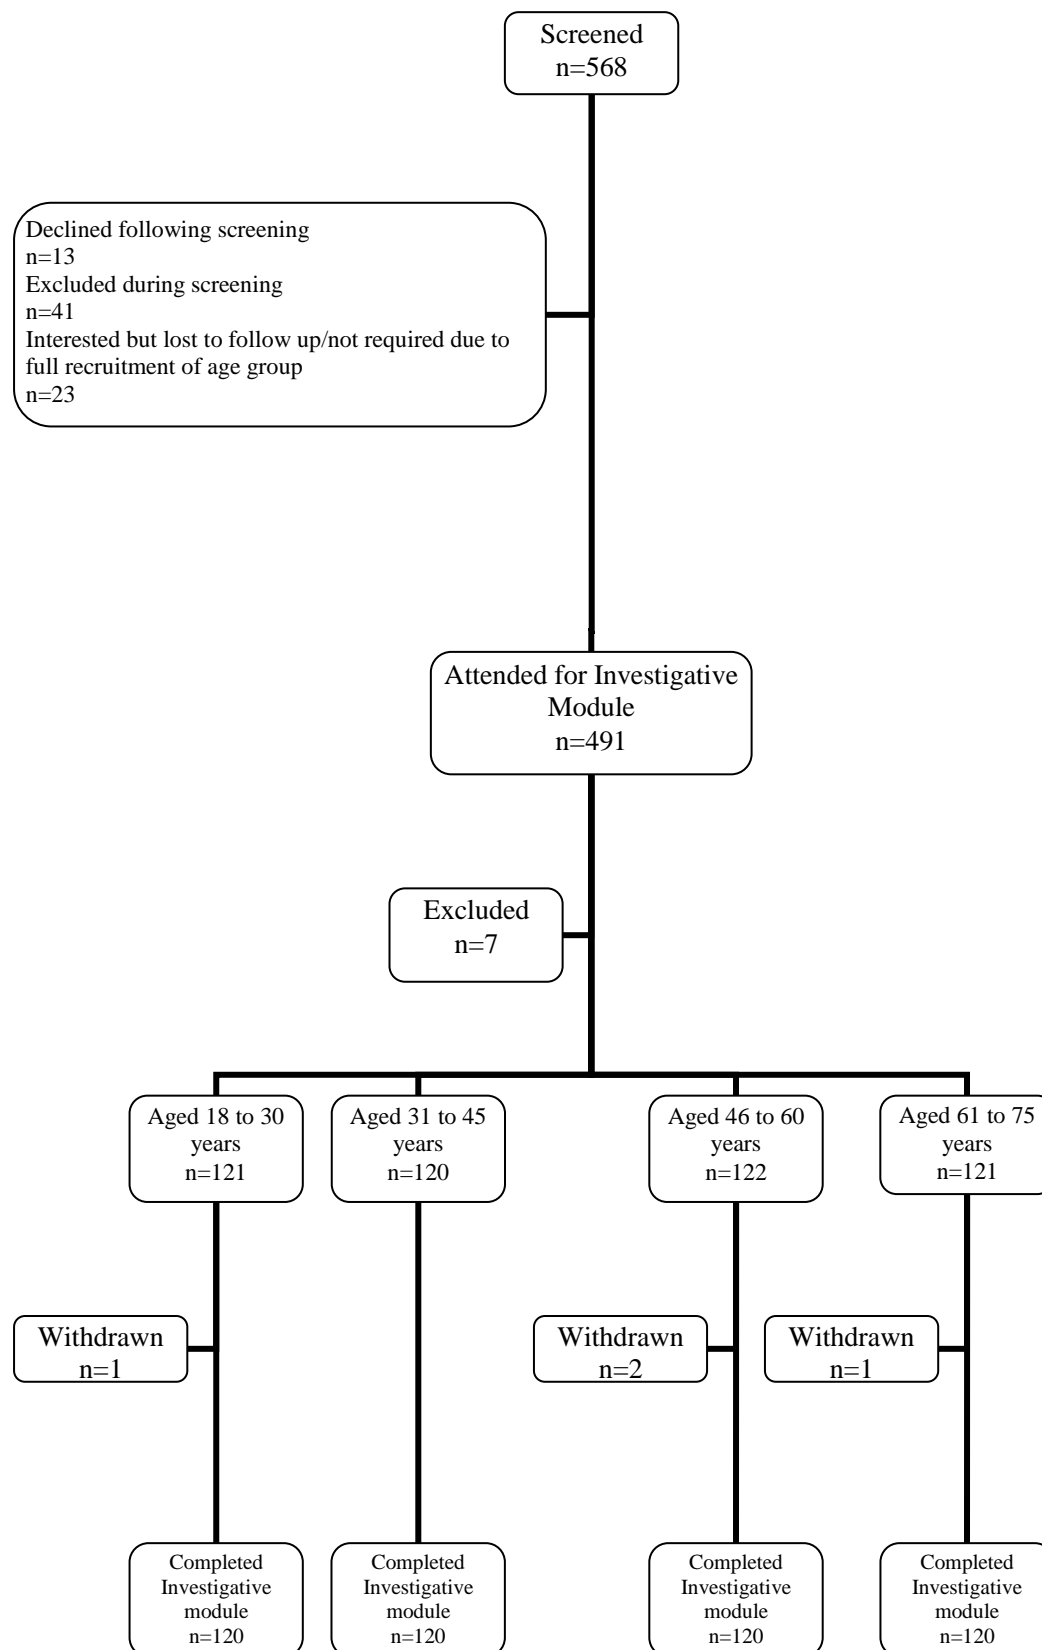 Screened
n=568
Declined following screening
n=13
Excluded during screening
n=41
Interested but lost to follow up/not required due to
full recruitment of age group
n=23
Attended for Investigative
Module
n=491
Excluded
n=7
Aged 18 to 30
years
n=121
Aged 31 to 45
years
n=120
Aged 46 to 60
years
n=122
Aged 61 to 75
years
n=121
Withdrawn
n=1
Withdrawn
n=2
Withdrawn
n=1
Completed
Investigative
module
n=120
Completed
Investigative
module
n=120
Completed
Investigative
module
n=120
Completed
Investigative
module
n=120